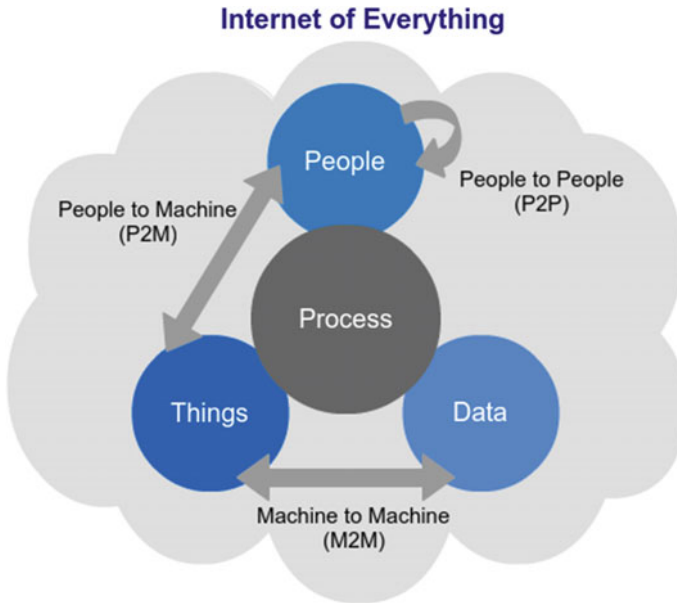 Internet of Everything
People
People to People
(P2P)
People to Machine
(P2M)
Process
Things
Data
Machine to Machine
(M2M)